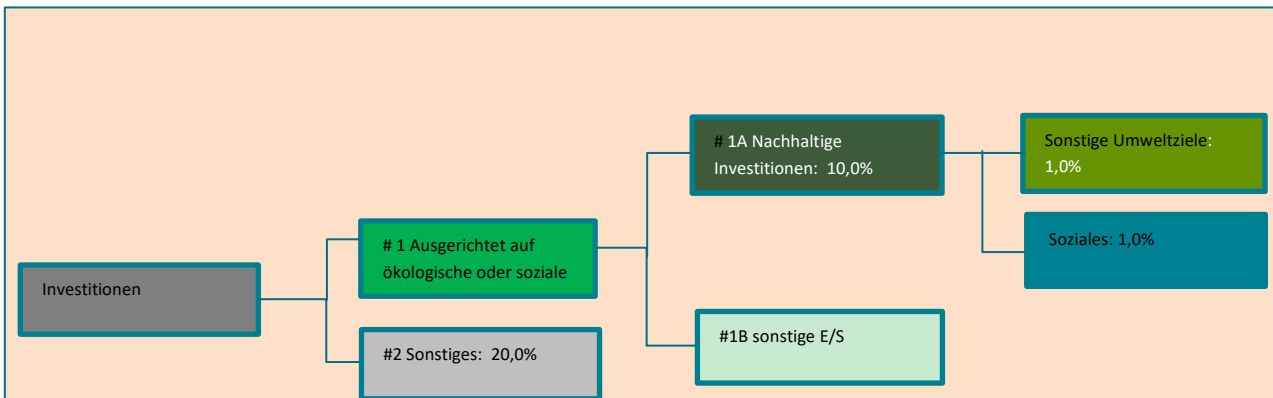 Investitionen
# 1 Ausgerichtet auf
ökologische oder soziale
#2 Sonstiges: 20,0%
# 1A Nachhaltige
Investitionen: 10,0%
#1B sonstige E/S
Sonstige Umweltziele:
1,0%
Soziales: 1,0%